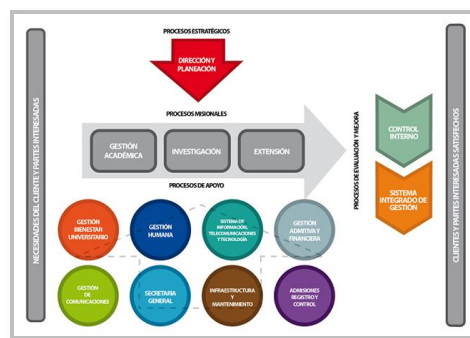 PROCESOS ESTRATÉGICOS
DIRECCIÓN Y
PLANEACIÓN
NECESIDADES DEL CLIENTE Y PARTES INTERESADAS
PROCESOS MISIONALES
GESTIÓN
ACADÉMICA
INVESTIGACIÓN
EXTENSIÓN
PROCESOS DE APOYO
GESTIÓN
BIENESTAR
UNIVERSITARIO
GESTIÓN
HUMANA
SISTEMA DE
INFORMACIÓN,
TELECOMUNICACIONES
Y TECNOLOGÍA
GESTIÓN
ADMITIVA Y
FINANCIERA
GESTIÓN
DE
COMUNICACIONES
SECRETARIA
GENERAL
INFRAESTRUCTURA
Y
MANTENIMIENTO
ADMISIONES
REGISTRO Y
CONTROL
PROCESOS DE EVALUACIÓN Y MEJORA
CONTROL
INTERNO
SISTEMA
INTEGRADO DE
GESTIÓN
CLIENTES Y PARTES INTERESADAS SATISFECHOS